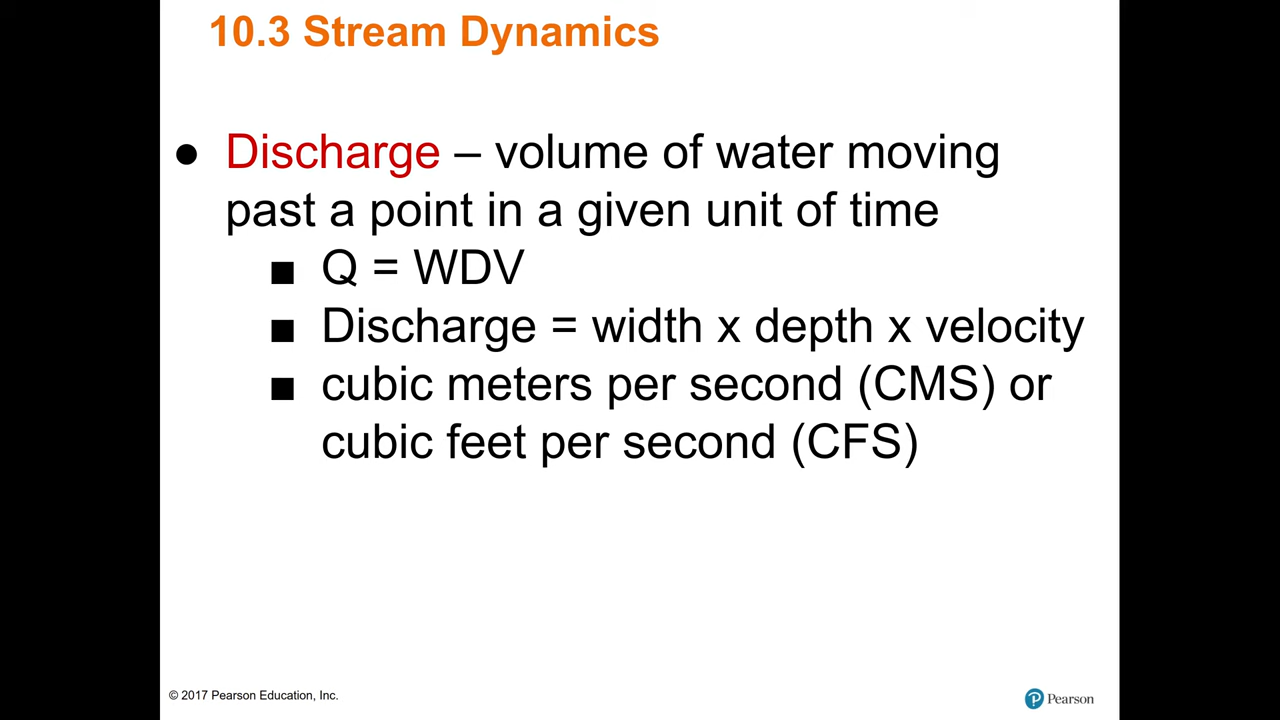 10.3 Stream Dynamics
● Discharge – volume of water moving
past a point in a given unit of time
■ Q = WDV
■ Discharge = width x depth x velocity
■ cubic meters per second (CMS) or
cubic feet per second (CFS)
© 2017 Pearson Education, Inc.
P Pearson